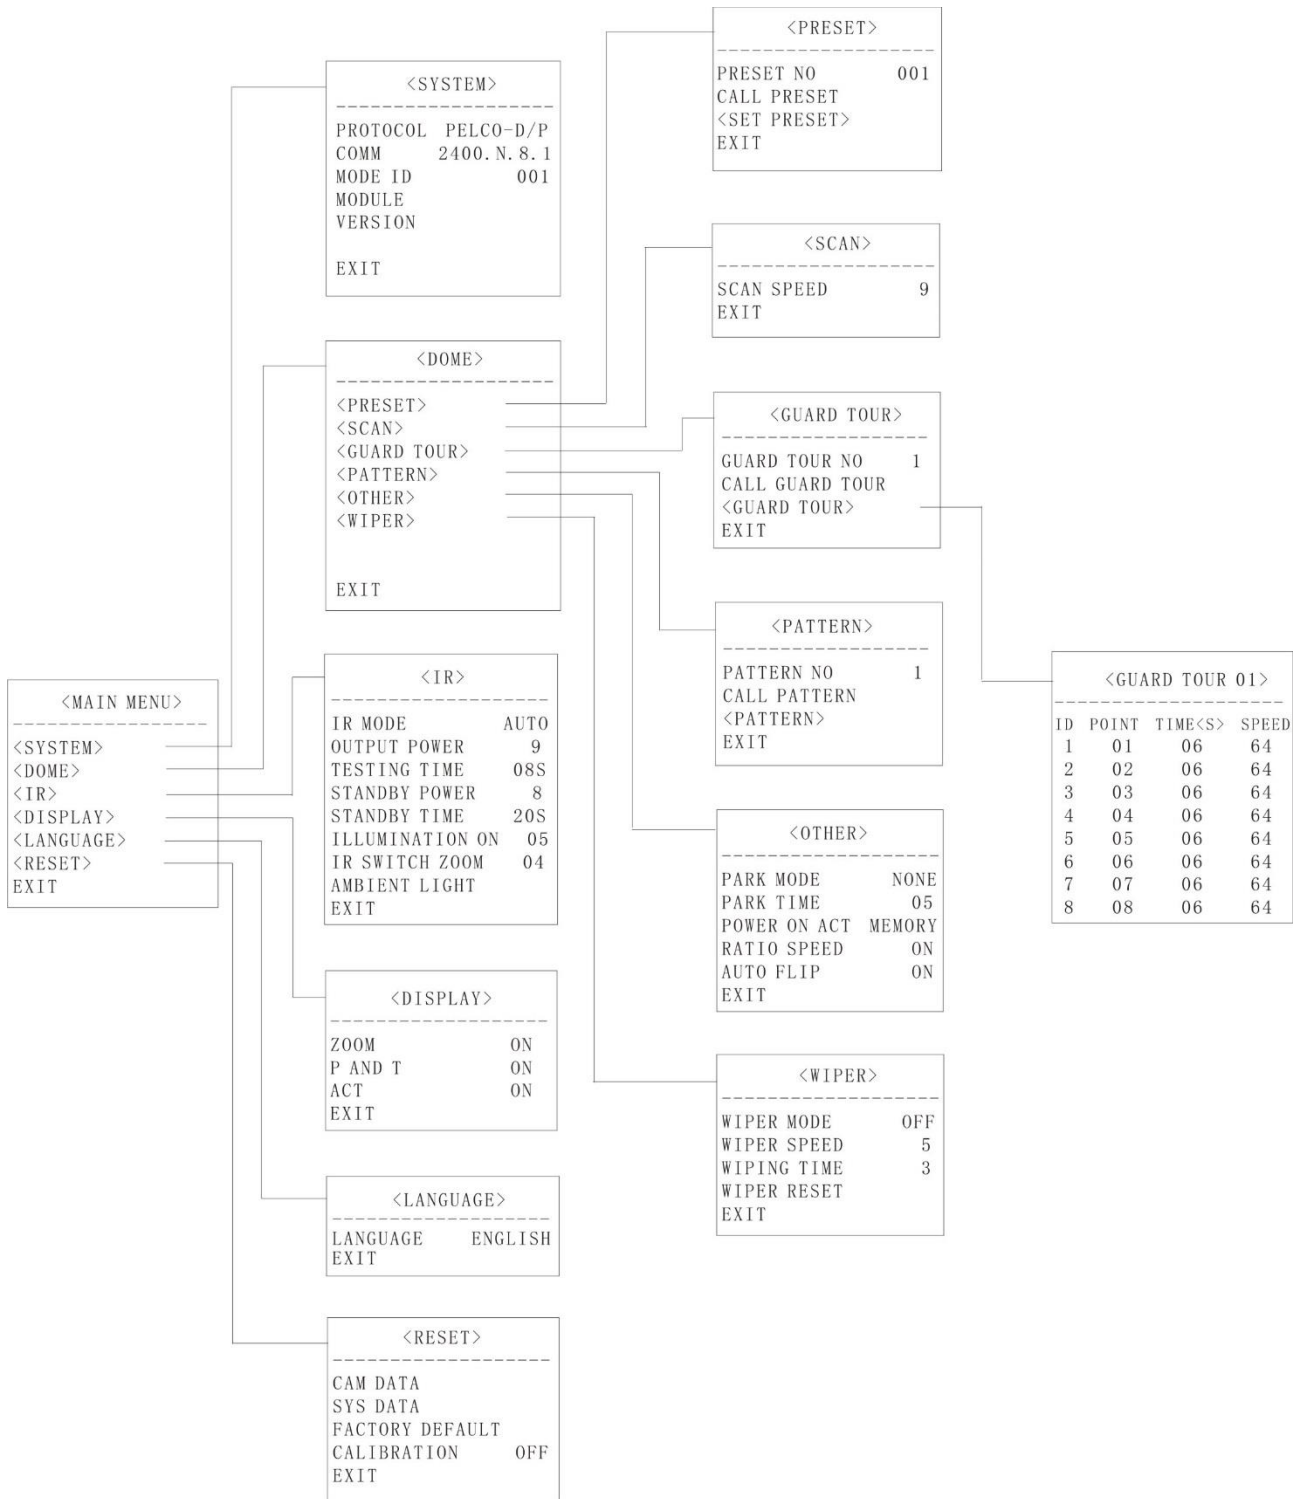 <MAIN MENU>
<SYSTEM>
<DOME>
<IR>
<DISPLAY>
<LANGUAGE>
<RESET>
EXIT
<SYSTEM>
PROTOCOL PELCO-D/P
COMM 2400.N.8.1
MODE ID 001
MODULE
VERSION
EXIT
<DOME>
<PRESET>
<SCAN>
<GUARD TOUR>
<PATTERN>
<OTHER>
<WIPER>
EXIT
<IR>
IR MODE AUTO
OUTPUT POWER 9
TESTING TIME 08S
STANDBY POWER 8
STANDBY TIME 20S
ILLUMINATION ON 05
IR SWITCH ZOOM 04
AMBIENT LIGHT
EXIT
<DISPLAY>
ZOOM ON
P AND T ON
ACT ON
EXIT
<LANGUAGE>
LANGUAGE ENGLISH
EXIT
<RESET>
CAM DATA
SYS DATA
FACTORY DEFAULT
CALIBRATION OFF
EXIT
<PRESET>
PRESET NO 001
CALL PRESET
<SET PRESET>
EXIT
<SCAN>
SCAN SPEED 9
EXIT
<GUARD TOUR>
GUARD TOUR NO 1
CALL GUARD TOUR
<GUARD TOUR>
EXIT
<PATTERN>
PATTERN NO 1
CALL PATTERN
<PATTERN>
EXIT
<OTHER>
PARK MODE NONE
PARK TIME 05
POWER ON ACT MEMORY
RATIO SPEED ON
AUTO FLIP ON
EXIT
<WIPER>
WIPER MODE OFF
WIPER SPEED 5
WIPING TIME 3
WIPER RESET
EXIT
<GUARD TOUR 01>
ID POINT TIME<S> SPEED
1 01 06 64
2 02 06 64
3 03 06 64
4 04 06 64
5 05 06 64
6 06 06 64
7 07 06 64
8 08 06 64